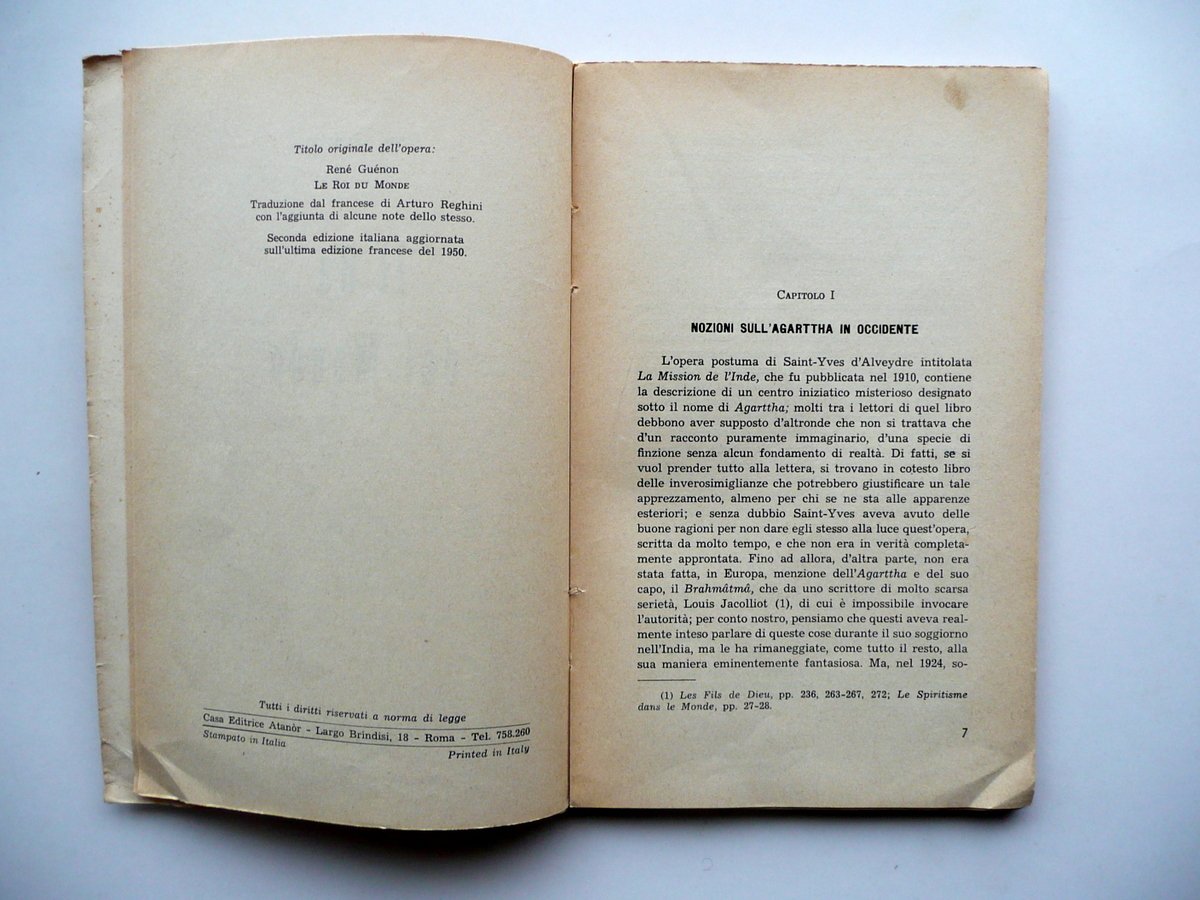 Titolo originale dell'opera:
René Guénon
Le Roi du Monde
Traduzione dal francese di Arturo Reghini
con l'aggiunta di alcune note dello stesso.
Seconda edizione italiana aggiornata
sull'ultima edizione francese del 1950.
Tutti i diritti riservati a norma di legge
Casa Editrice Atanòr - Largo Brindisi, 18 - Roma - Tel. 758.260
Stampato in Italia
Printed in Italy
Capitolo I
NOZIONI SULL'AGARTTHA IN OCCIDENTE
L'opera postuma di Saint-Yves d'Alveydre intitolata
La Mission de l'Inde, che fu pubblicata nel 1910, contiene
la descrizione di un centro iniziatico misterioso designato
sotto il nome di Agarttha; molti tra i lettori di quel libro
debbono aver supposto d'altronde che non si trattava che
d'un racconto puramente immaginario, d'una specie di
finzione senza alcun fondamento di realtà. Di fatti, se si
vuol prender tutto alla lettera, si trovano in cotesto libro
delle inverosimiglianze che potrebbero giustificare un tale
apprezzamento, almeno per chi se ne sta alle apparenze
esteriori; e senza dubbio Saint-Yves aveva avuto delle
buone ragioni per non dare egli stesso alla luce quest'opera,
scritta da molto tempo, e che non era in verità completa-
mente approntata. Fino ad allora, d'altra parte, non era
stata fatta, in Europa, menzione dell'Agarttha e del suo
capo, il Brahmâtmâ, che da uno scrittore di molto scarsa
serietà, Louis Jacolliot (1), di cui è impossibile invocare
l'autorità; per conto nostro, pensiamo che questi aveva real-
mente inteso parlare di queste cose durante il suo soggiorno
nell'India, ma le ha rimaneggiate, come tutto il resto, alla
sua maniera eminentemente fantasiosa. Ma, nel 1924, so-
(1) Les Fils de Dieu, pp. 236, 263-267, 272; Le Spiritisme
dans le Monde, pp. 27-28.
7